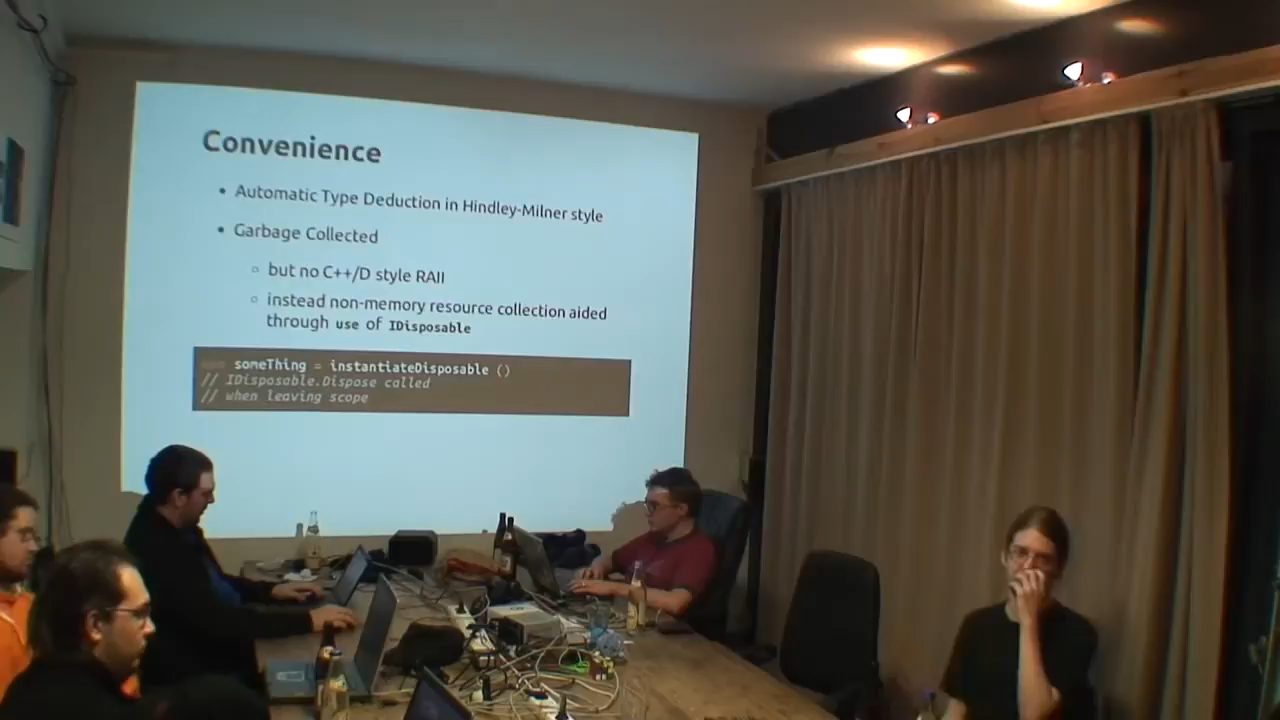 Convenience
• Automatic Type Deduction in Hindley-Milner style
• Garbage Collected
◦ but no C++/D style RAII
◦ instead non-memory resource collection aided
through use of IDisposable
someThing = instantiateDisposable ()
// IDisposable.Dispose called
// when leaving scope